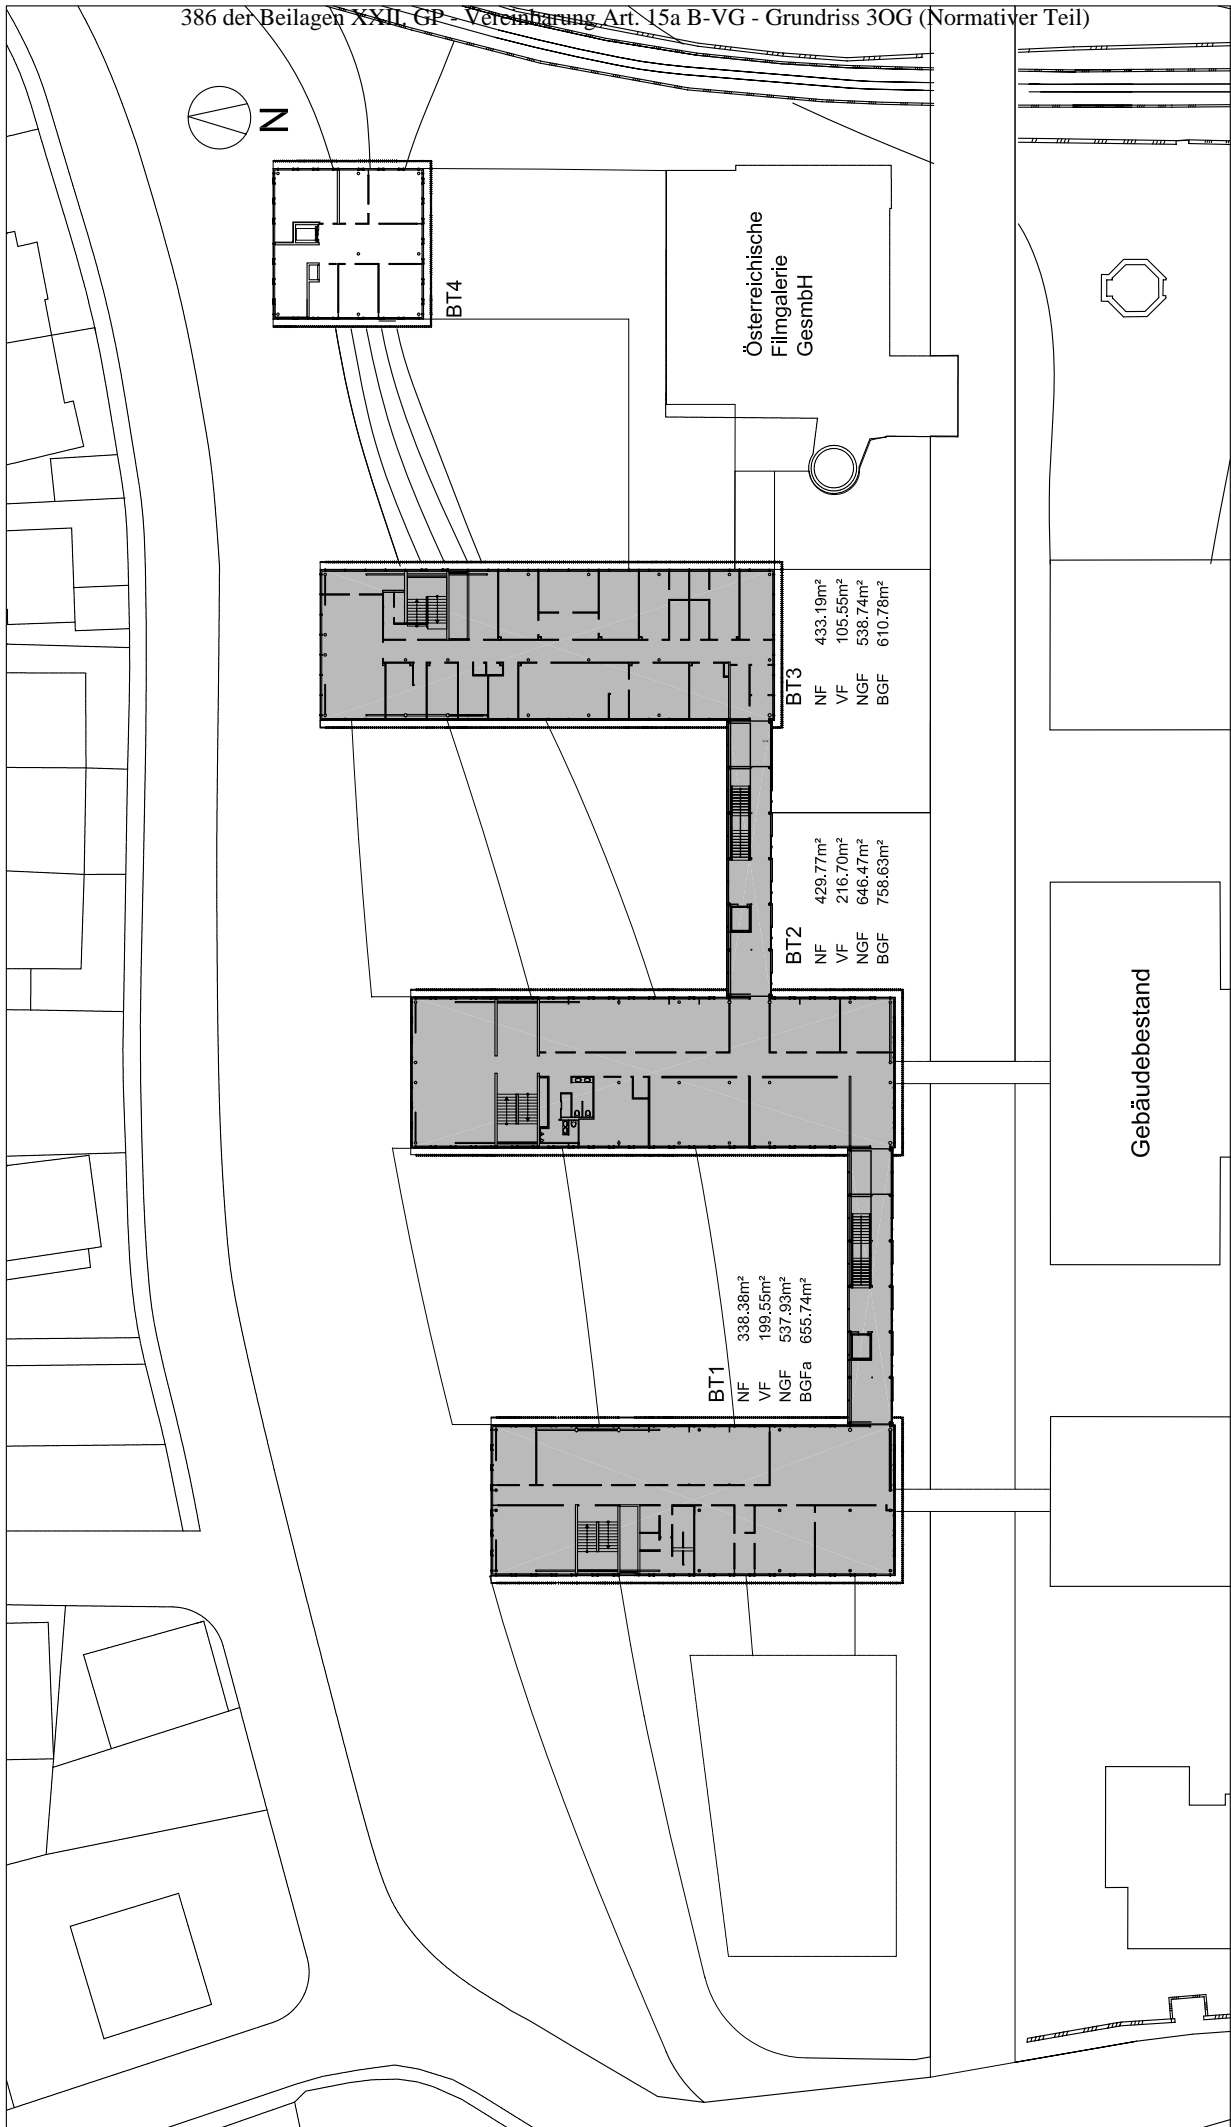 386 der Beilagen XXII. GP - Vereinbarung Art. 15a B-VG - Grundriss 3OG (Normativer Teil)
N
BT4
Österreichische
Filmgalerie
GesmbH
BT3
NF 433.19m²
VF 105.55m²
NGF 538.74m²
BGF 610.78m²
BT2
NF 429.77m²
VF 216.70m²
NGF 646.47m²
BGF 758.63m²
Gebäudebestand
BT1
NF 338.38m²
VF 199.55m²
NGF 537.93m²
BGFa 655.74m²